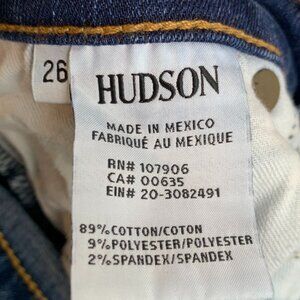 26
HUDSON
MADE IN MEXICO
FABRIQUÉ AU MEXIQUE
RN# 107906
CA# 00635
EIN# 20-3082491
89%COTTON/COTON
9%POLYESTER/POLYESTER
2%SPANDEX/SPANDEX